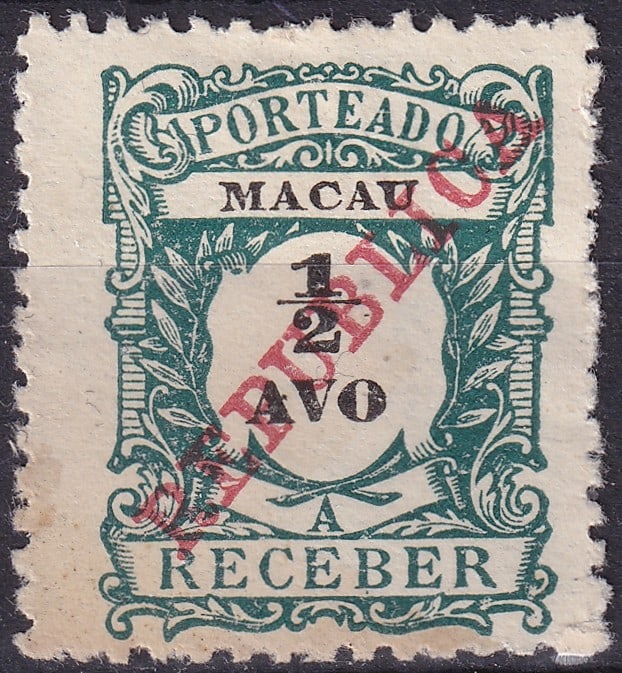 PORTEADO
MACAU
1/2
AVO
REPUBLICA
A
RECEBER